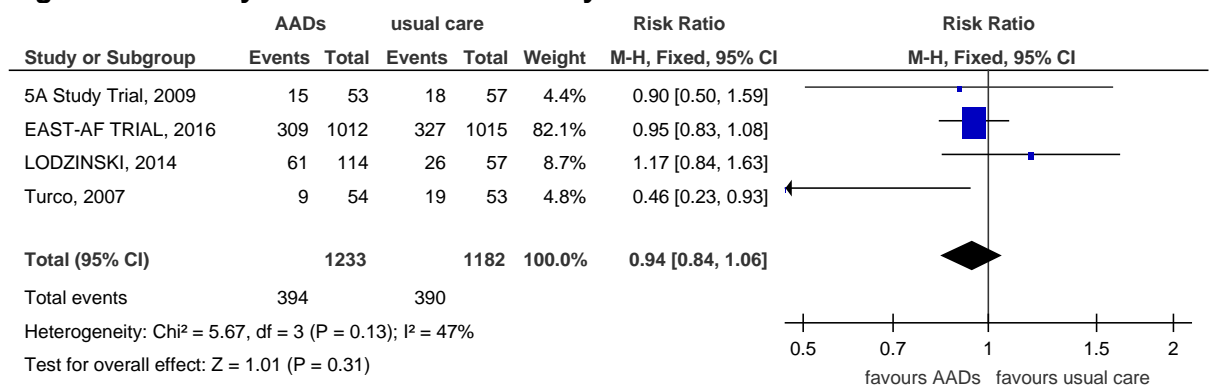 AADs usual care Risk Ratio Risk Ratio
Study or Subgroup Events Total Events Total Weight M-H, Fixed, 95% CI M-H, Fixed, 95% CI
5A Study Trial, 2009 15 53 18 57 4.4% 0.90 [0.50, 1.59]
EAST-AF TRIAL, 2016 309 1012 327 1015 82.1% 0.95 [0.83, 1.08]
LODZINSKI, 2014 61 114 26 57 8.7% 1.17 [0.84, 1.63]
Turco, 2007 9 54 19 53 4.8% 0.46 [0.23, 0.93]
Total (95% CI) 1233 1182 100.0% 0.94 [0.84, 1.06]
Total events 394 390
Heterogeneity: Chi² = 5.67, df = 3 (P = 0.13); I² = 47%
Test for overall effect: Z = 1.01 (P = 0.31)
0.5 0.7 1 1.5 2
favours AADs favours usual care